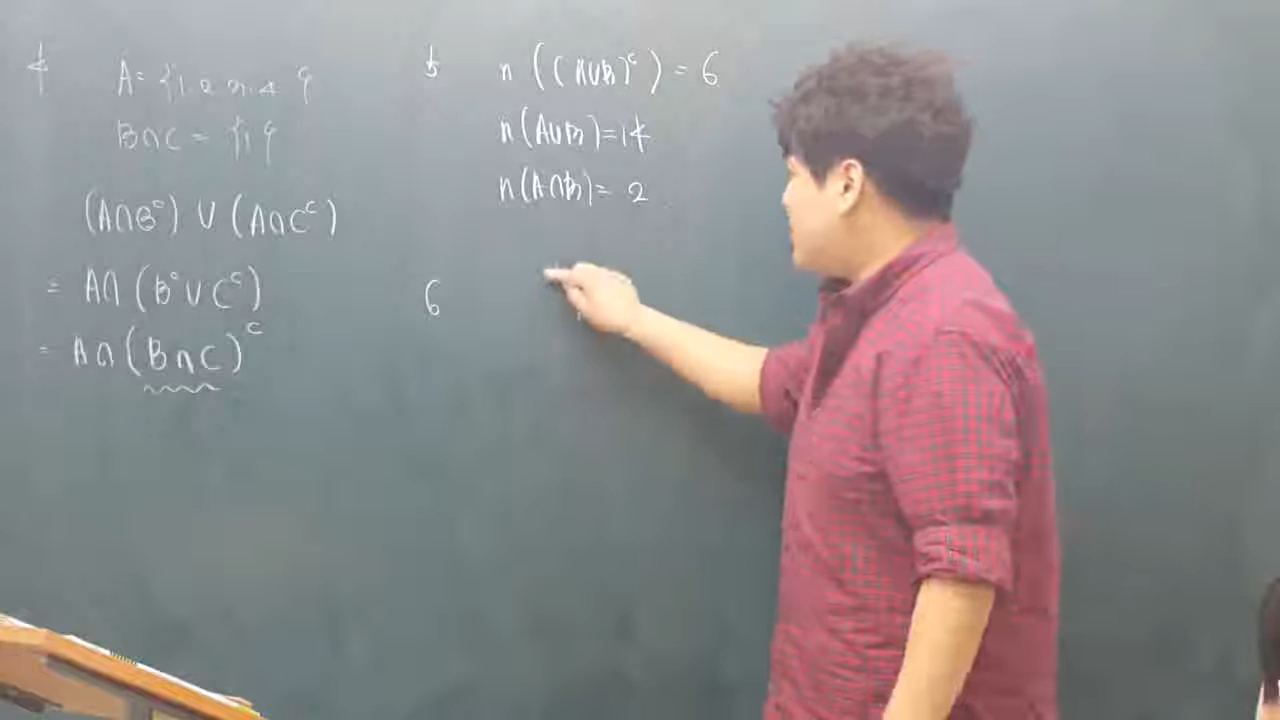 4
A = {1, 2, 3, 4}
B∩C = {1}
(A∩B^c) ∪ (A∩C^c)
= A∩(B^c∪C^c)
= A∩(B∩C)^c
5
n((A∪B)^c) = 6
n(A∪B) = 14
n(A∩B) = 2
6